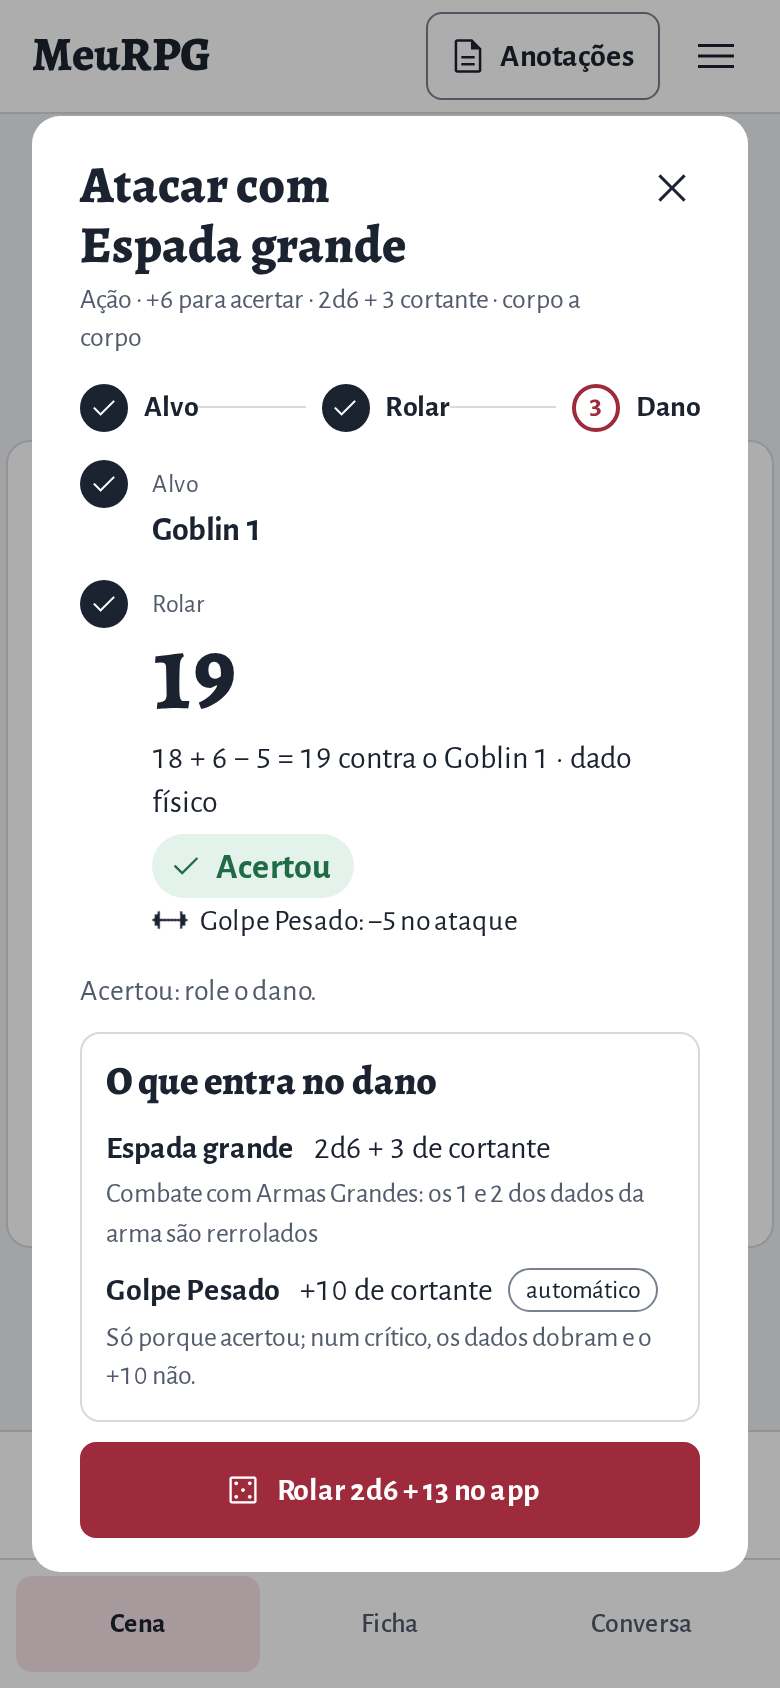 MeuRPG
Anotações
Atacar com
Espada grande
Ação · +6 para acertar · 2d6 + 3 cortante · corpo a
corpo
Alvo
Rolar
3 Dano
Alvo
Goblin 1
Rolar
19
18 + 6 − 5 = 19 contra o Goblin 1 · dado
físico
Acertou
Golpe Pesado: −5 no ataque
Acertou: role o dano.
O que entra no dano
Espada grande 2d6 + 3 de cortante
Combate com Armas Grandes: os 1 e 2 dos dados da
arma são rerrolados
Golpe Pesado +10 de cortante automático
Só porque acertou; num crítico, os dados dobram e o
+10 não.
Rolar 2d6 + 13 no app
Cena
Ficha
Conversa